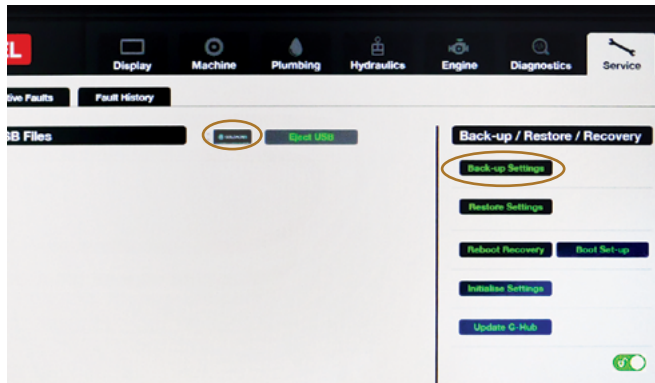 EL
Display Machine Plumbing Hydraulics Engine Diagnostics Service
tive Faults Fault History
SB Files
Eject USB
Back-up / Restore / Recovery
Back-up Settings
Restore Settings
Reboot Recovery Boot Set-up
Initialise Settings
Update G-Hub